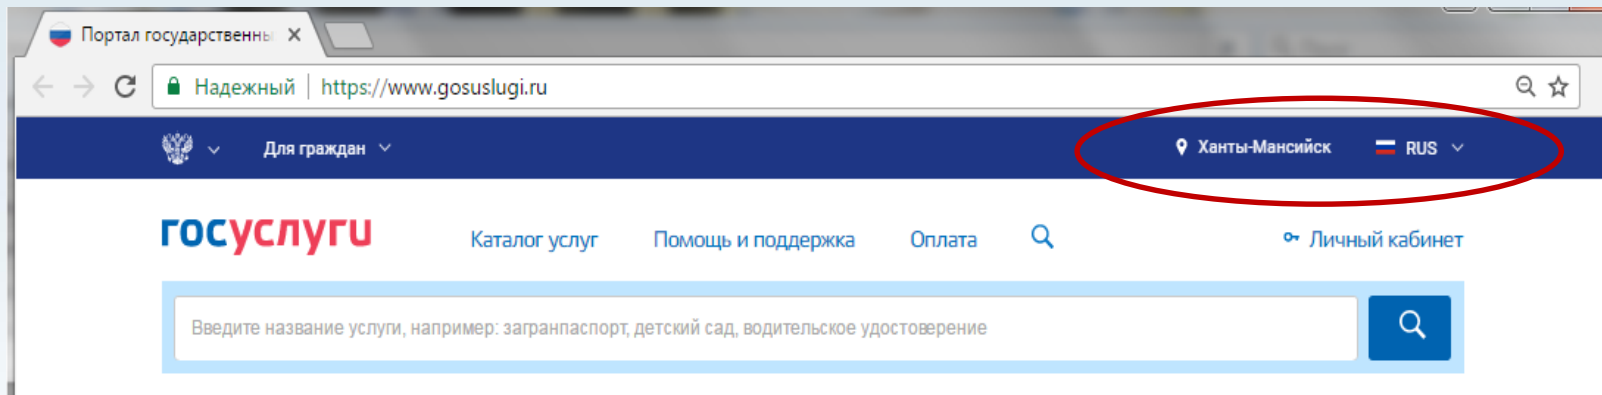 Портал государственны
Надежный https://www.gosuslugi.ru
Для граждан Ханты-Мансийск RUS
госуслуги Каталог услуг Помощь и поддержка Оплата Личный кабинет
Введите название услуги, например: загранпаспорт, детский сад, водительское удостоверение